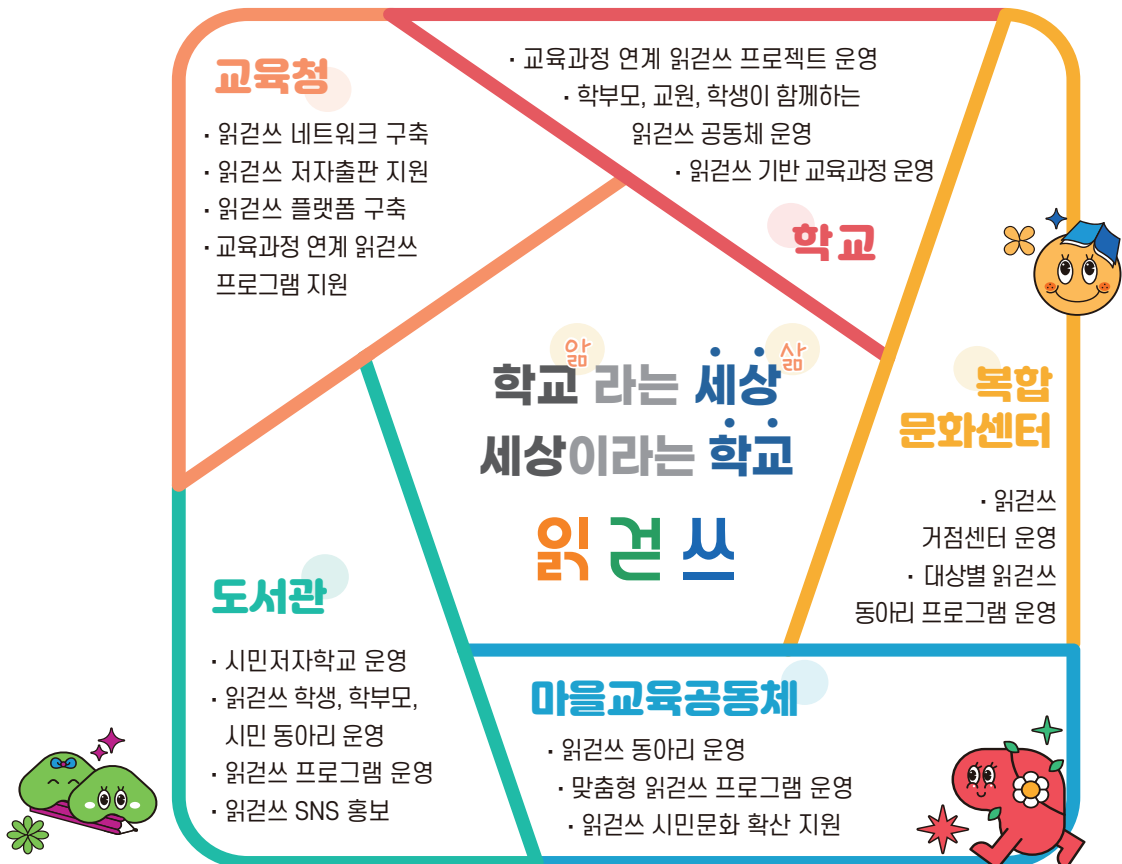 교육청
· 읽걷쓰 네트워크 구축
· 읽걷쓰 저자출판 지원
· 읽걷쓰 플랫폼 구축
· 교육과정 연계 읽걷쓰
프로그램 지원
· 교육과정 연계 읽걷쓰 프로젝트 운영
· 학부모, 교원, 학생이 함께하는
읽걷쓰 공동체 운영
· 읽걷쓰 기반 교육과정 운영
학교
앎 삶
학교 라는 세상
세상이라는 학교
읽걷쓰
복합
문화센터
· 읽걷쓰
거점센터 운영
· 대상별 읽걷쓰
동아리 프로그램 운영
도서관
· 시민저자학교 운영
· 읽걷쓰 학생, 학부모,
시민 동아리 운영
· 읽걷쓰 프로그램 운영
· 읽걷쓰 SNS 홍보
마을교육공동체
· 읽걷쓰 동아리 운영
· 맞춤형 읽걷쓰 프로그램 운영
· 읽걷쓰 시민문화 확산 지원